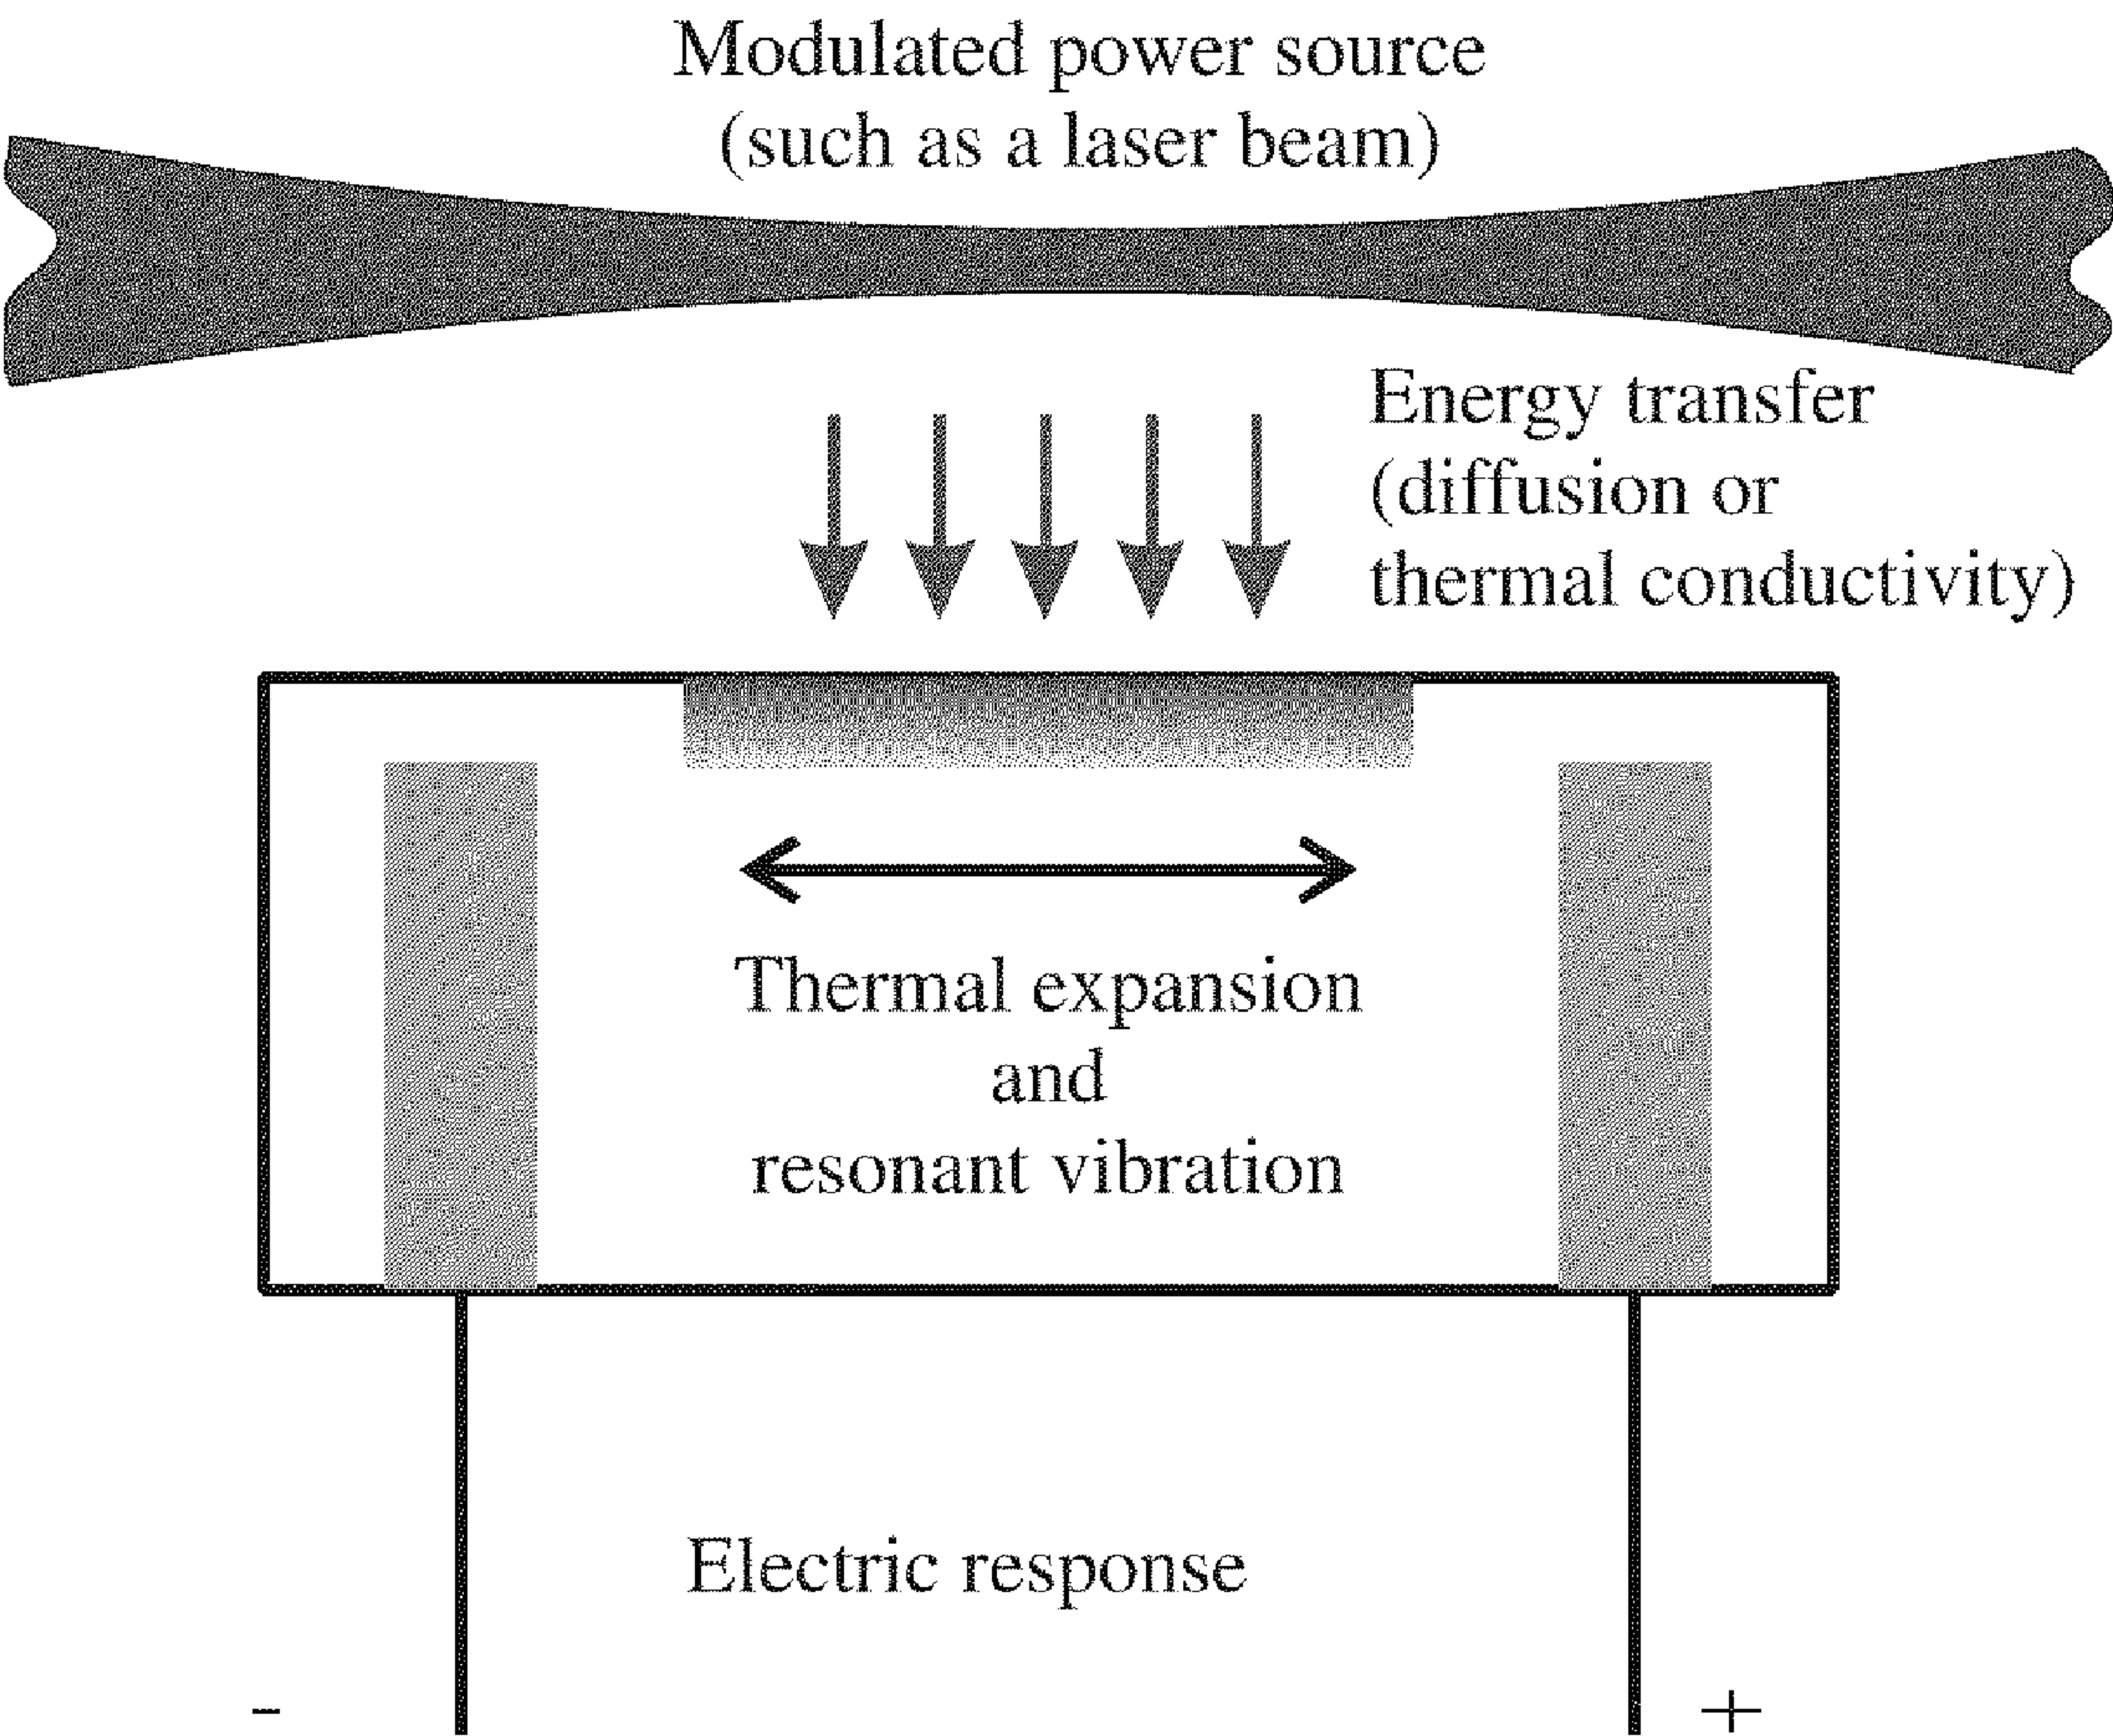 Modulated power source
(such as a laser beam)
Energy transfer
(diffusion or
thermal conductivity)
Thermal expansion
and
resonant vibration
Electric response
- +